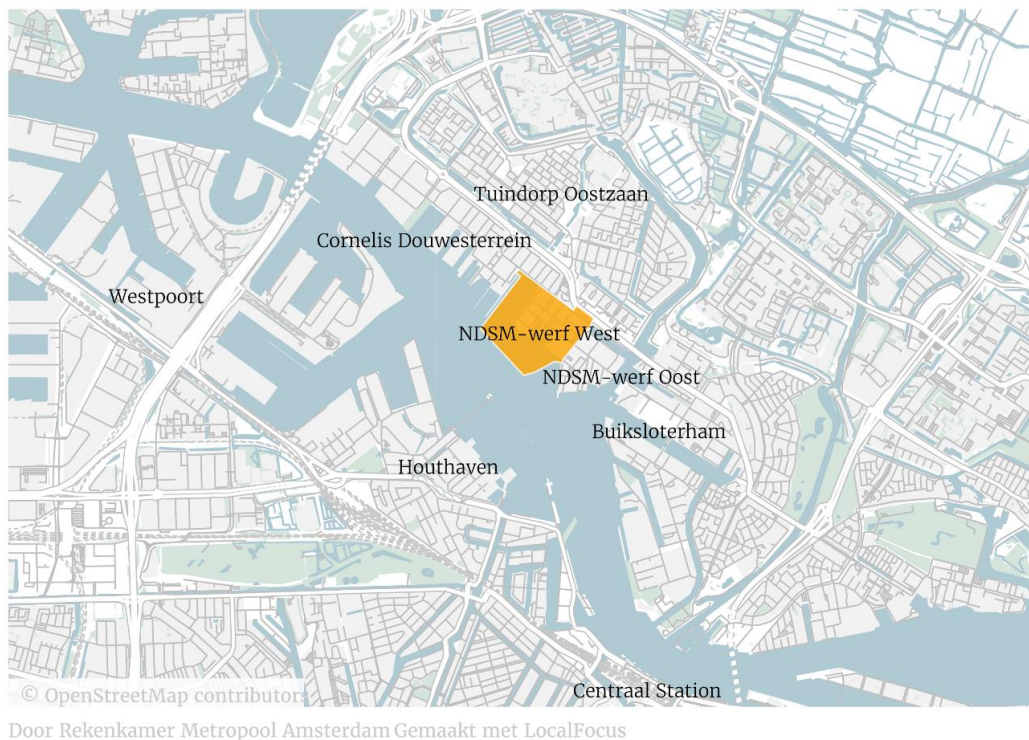 Tuindorp Oostzaan
Cornelis Douwesterrein
Westpoort
NDSM-werf West
NDSM-werf Oost
Buiksloterham
Houthaven
Centraal Station
© OpenStreetMap contributors
Door Rekenkamer Metropool Amsterdam Gemaakt met LocalFocus